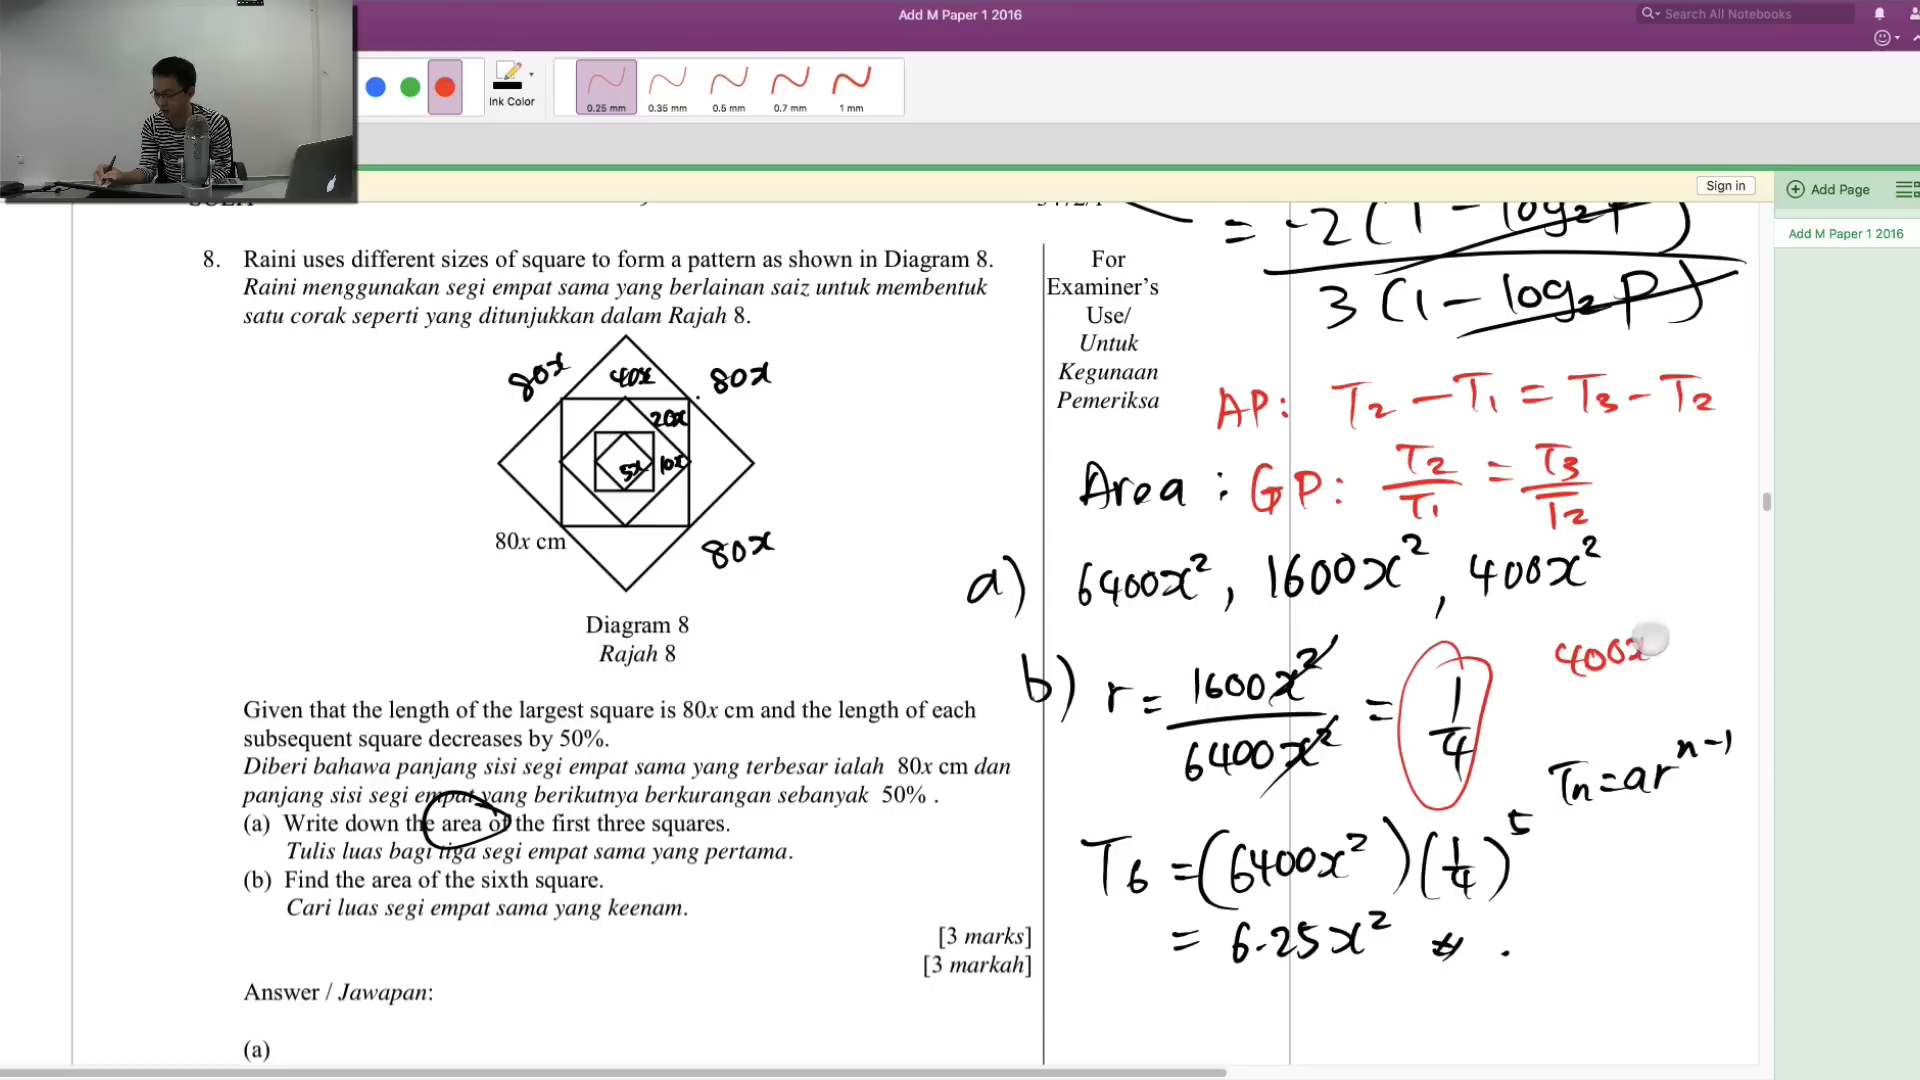 Add M Paper 1 2016
Search All Notebooks
Ink Color
0.25 mm
0.35 mm
0.5 mm
0.7 mm
1 mm
Sign in
Add Page
Add M Paper 1 2016
8. Raini uses different sizes of square to form a pattern as shown in Diagram 8.
Raini menggunakan segi empat sama yang berlainan saiz untuk membentuk
satu corak seperti yang ditunjukkan dalam Rajah 8.
80x
40x
80x
20x
5x
10x
80x cm
80x
Diagram 8
Rajah 8
Given that the length of the largest square is 80x cm and the length of each
subsequent square decreases by 50%.
Diberi bahawa panjang sisi segi empat sama yang terbesar ialah 80x cm dan
panjang sisi segi empat yang berikutnya berkurangan sebanyak 50% .
(a) Write down the area of the first three squares.
Tulis luas bagi tiga segi empat sama yang pertama.
(b) Find the area of the sixth square.
Cari luas segi empat sama yang keenam.
[3 marks]
[3 markah]
Answer / Jawapan:
(a)
For
Examiner's
Use/
Untuk
Kegunaan
Pemeriksa
= -2(1 - log₂P)
3(1 - log₂P)
AP: T₂ - T₁ = T₃ - T₂
Area : GP: T₂/T₁ = T₃/T₂
a) 6400x², 1600x², 400x²
400x
b) r = 1600x²/6400x² = 1/4
Tn = ar^(n-1)
T₆ = (6400x²)(1/4)⁵
= 6.25x²